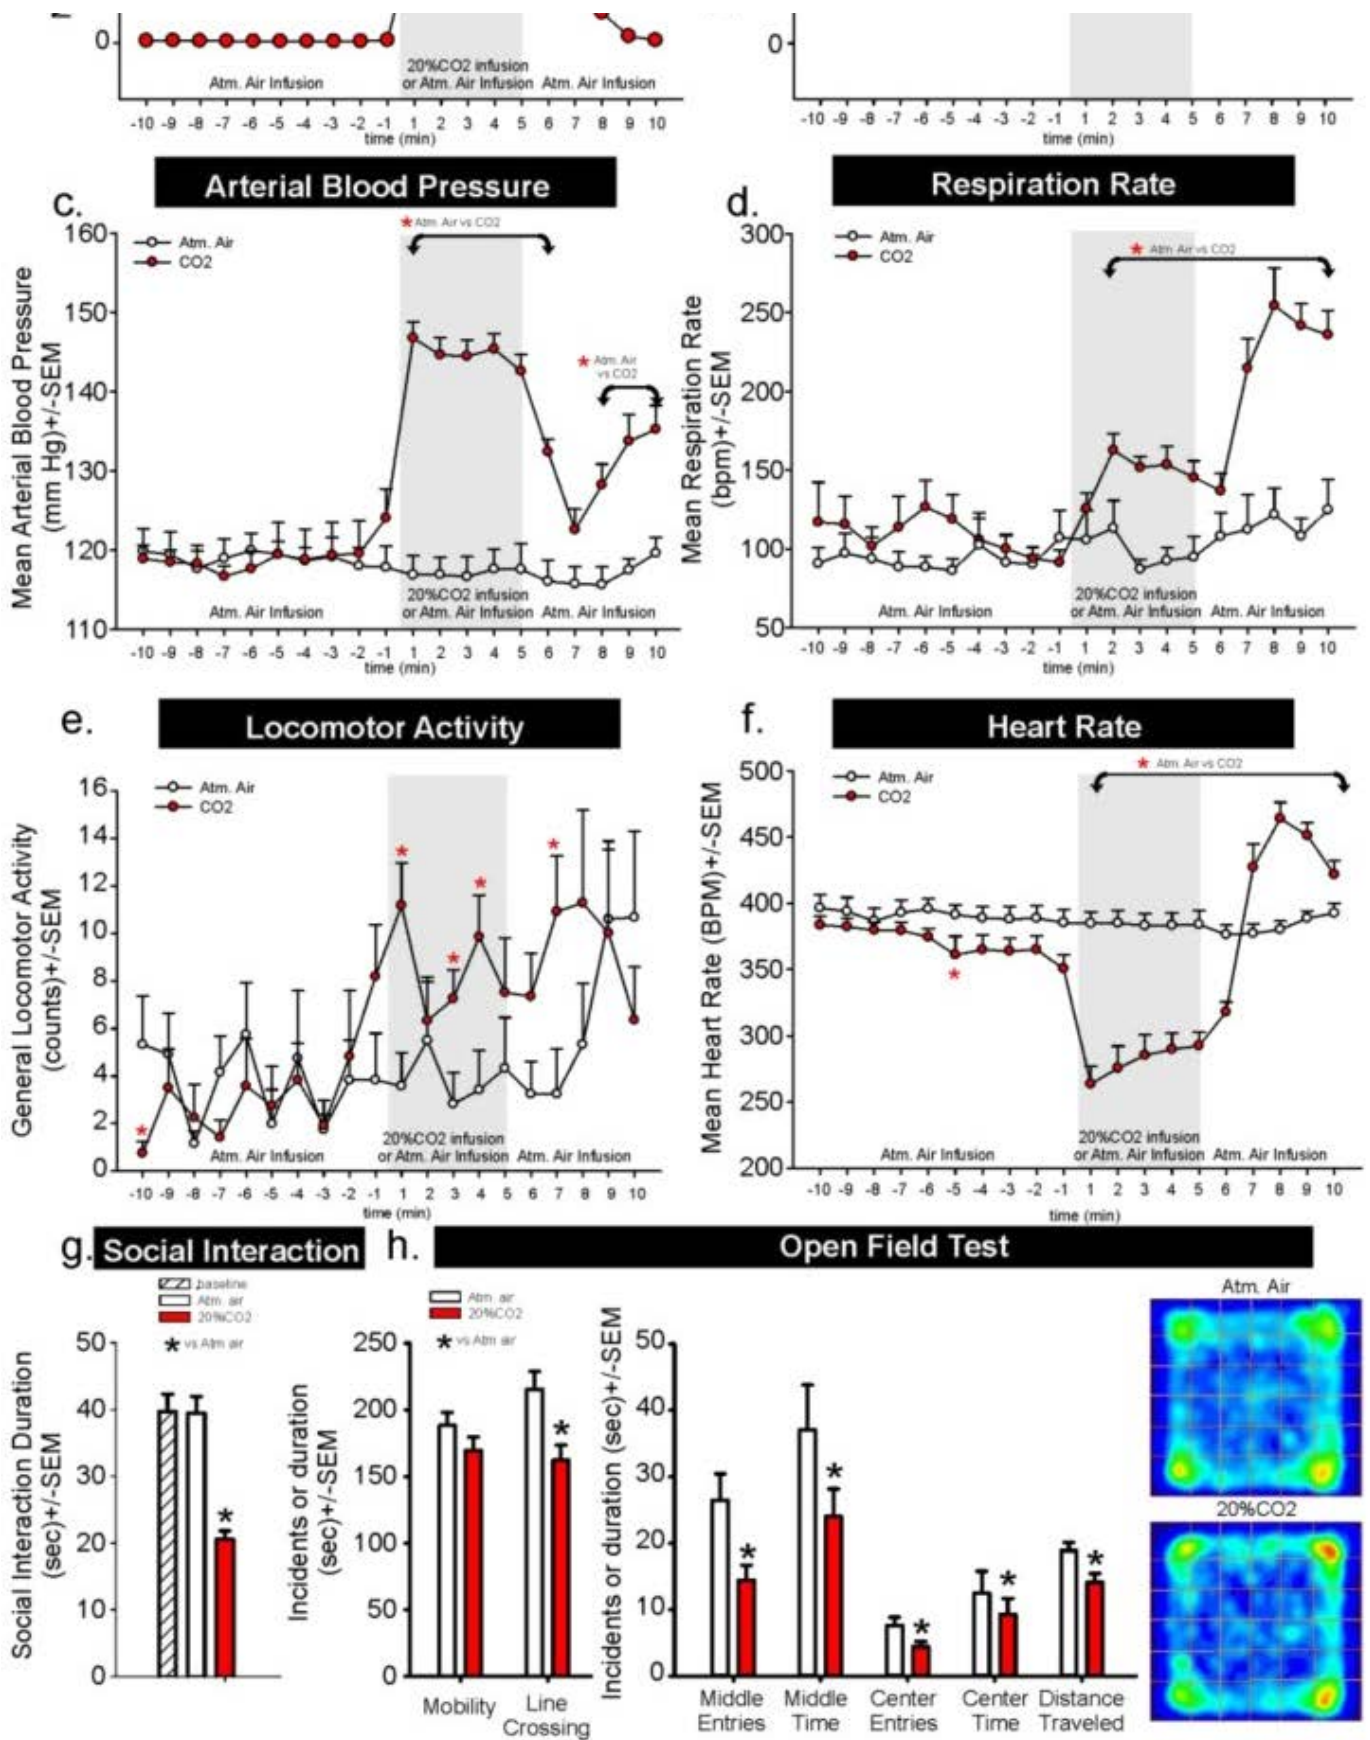 0
20%CO2 infusion
Atm. Air Infusion
or Atm. Air Infusion
Atm. Air Infusion
-10 -9 -8 -7 -6 -5 -4 -3 -2 -1 1 2 3 4 5 6 7 8 9 10
time (min)
0
-10 -9 -8 -7 -6 -5 -4 -3 -2 -1 1 2 3 4 5 6 7 8 9 10
time (min)
c.
Arterial Blood Pressure
Mean Arterial Blood Pressure
(mm Hg)+/-SEM
160
150
140
130
120
110
Atm. Air
CO2
* Atm. Air vs CO2
* Atm. Air
vs CO2
20%CO2 infusion
Atm. Air Infusion
or Atm. Air Infusion
Atm. Air Infusion
-10 -9 -8 -7 -6 -5 -4 -3 -2 -1 1 2 3 4 5 6 7 8 9 10
time (min)
d.
Respiration Rate
Mean Respiration Rate
(bpm)+/-SEM
300
250
200
150
100
50
Atm. Air
CO2
* Atm. Air vs CO2
20%CO2 infusion
Atm. Air Infusion
or Atm. Air Infusion
Atm. Air Infusion
-10 -9 -8 -7 -6 -5 -4 -3 -2 -1 1 2 3 4 5 6 7 8 9 10
time (min)
e.
Locomotor Activity
General Locomotor Activity
(counts)+/-SEM
16
14
12
10
8
6
4
2
0
Atm. Air
CO2
*
*
*
*
*
20%CO2 infusion
Atm. Air Infusion
or Atm. Air Infusion
Atm. Air Infusion
-10 -9 -8 -7 -6 -5 -4 -3 -2 -1 1 2 3 4 5 6 7 8 9 10
time (min)
f.
Heart Rate
Mean Heart Rate (BPM)+/-SEM
500
450
400
350
300
250
200
Atm. Air
CO2
* Atm. Air vs CO2
*
20%CO2 infusion
Atm. Air Infusion
or Atm. Air Infusion
Atm. Air Infusion
-10 -9 -8 -7 -6 -5 -4 -3 -2 -1 1 2 3 4 5 6 7 8 9 10
time (min)
g.
Social Interaction
baseline
Atm. air
20%CO2
* vs Atm air
Social Interaction Duration
(sec)+/-SEM
50
40
30
20
10
0
*
h.
Open Field Test
Atm. air
20%CO2
* vs Atm air
Incidents or duration
(sec)+/-SEM
250
200
150
100
50
0
*
Mobility
Line
Crossing
Incidents or duration (sec)+/-SEM
50
40
30
20
10
0
*
*
*
*
*
Middle
Entries
Middle
Time
Center
Entries
Center
Time
Distance
Traveled
Atm. Air
20%CO2